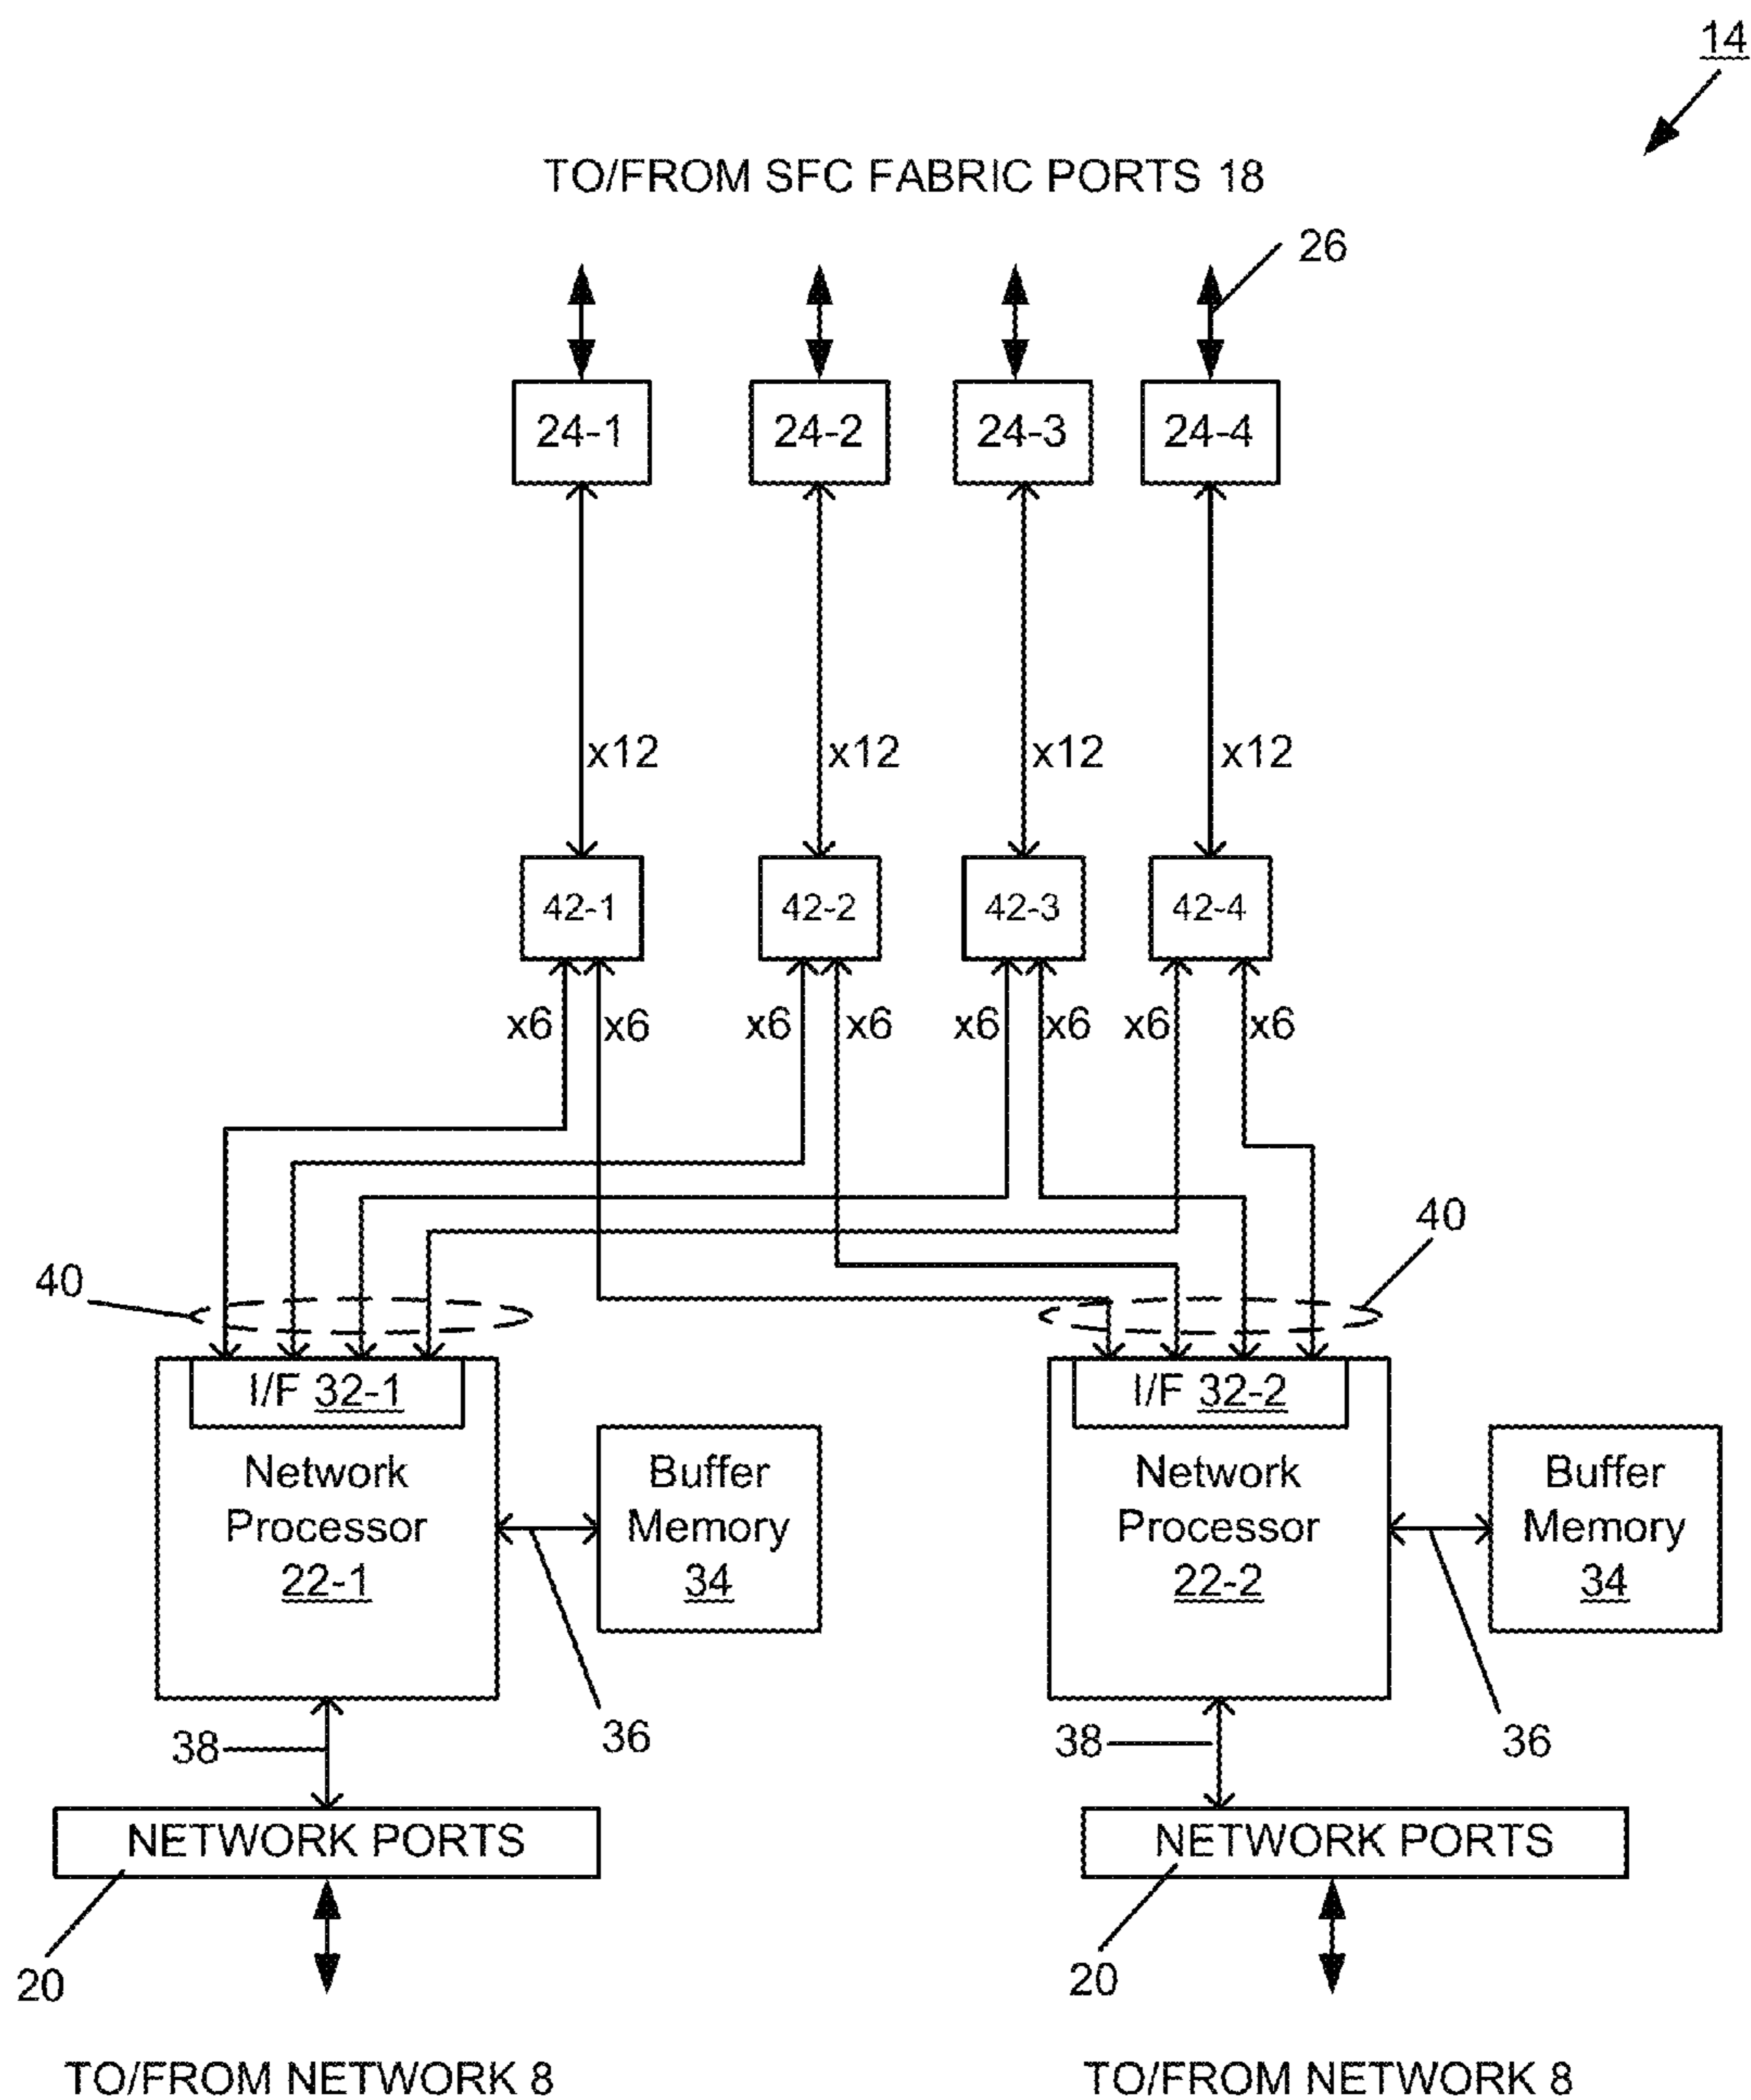 14
TO/FROM SFC FABRIC PORTS 18
26
24-1 24-2 24-3 24-4
x12 x12 x12 x12
42-1 42-2 42-3 42-4
x6 x6 x6 x6 x6 x6 x6 x6
40 40
I/F 32-1 I/F 32-2
Network Buffer Network Buffer
Processor Memory Processor Memory
22-1 34 22-2 34
38 36 38 36
NETWORK PORTS NETWORK PORTS
20 20
TO/FROM NETWORK 8 TO/FROM NETWORK 8